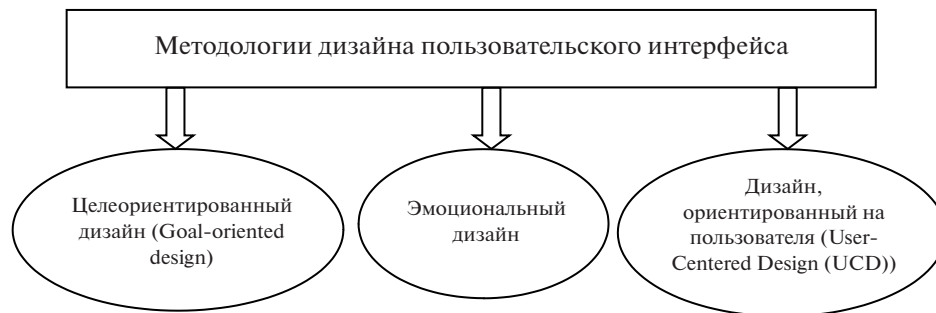 Методологии дизайна пользовательского интерфейса
Целеориентированный
дизайн (Goal-oriented
design)
Эмоциональный
дизайн
Дизайн,
ориентированный на
пользователя (User-
Centered Design (UCD))